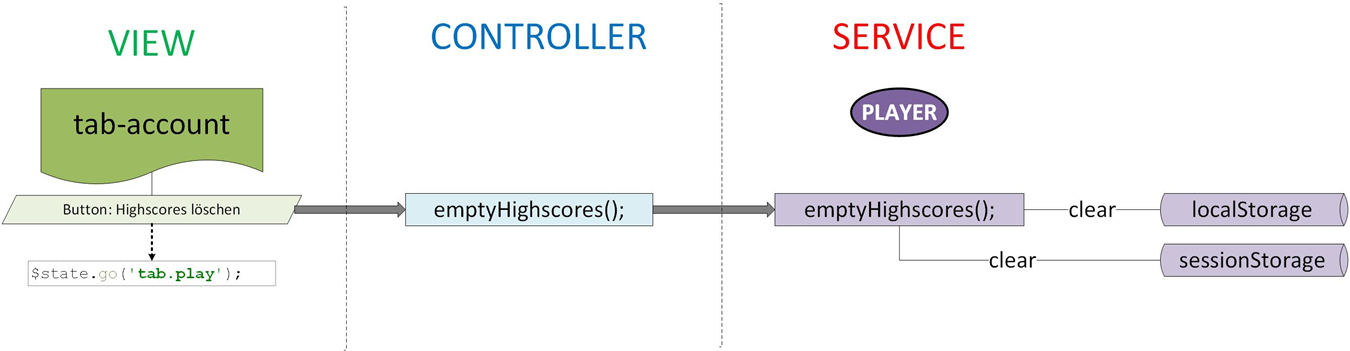 VIEW
CONTROLLER
SERVICE
tab-account
PLAYER
Button: Highscores löschen
emptyHighscores();
emptyHighscores();
clear
localStorage
clear
sessionStorage
$state.go('tab.play');